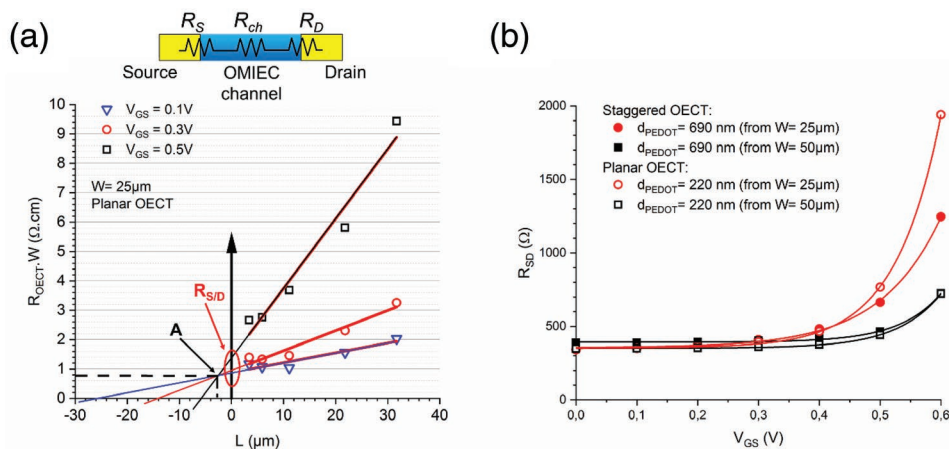 (a)
R_S R_ch R_D
Source OMIEC Drain
channel
V_GS = 0.1V
V_GS = 0.3V
V_GS = 0.5V
W= 25µm
Planar OECT
R_S/D
A
R_OECT.W (Ω.cm)
10
9
8
7
6
5
4
3
2
1
0
-30 -20 -10 0 10 20 30 40
L (µm)
(b)
Staggered OECT:
d_PEDOT= 690 nm (from W= 25µm)
d_PEDOT= 690 nm (from W= 50µm)
Planar OECT:
d_PEDOT= 220 nm (from W= 25µm)
d_PEDOT= 220 nm (from W= 50µm)
R_SD (Ω)
2000
1500
1000
500
0
0,0 0,1 0,2 0,3 0,4 0,5 0,6
V_GS (V)